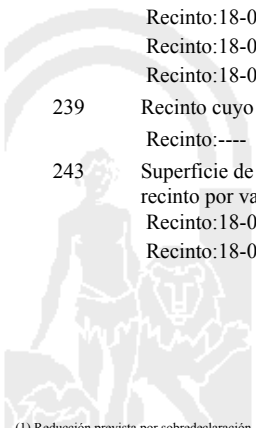 Recinto:18-0
Recinto:18-0
Recinto:18-0
239 Recinto cuyo
Recinto:----
243 Superficie de
recinto por va
Recinto:18-0
Recinto:18-0
(1) Reducción prevista por sobredeclaración